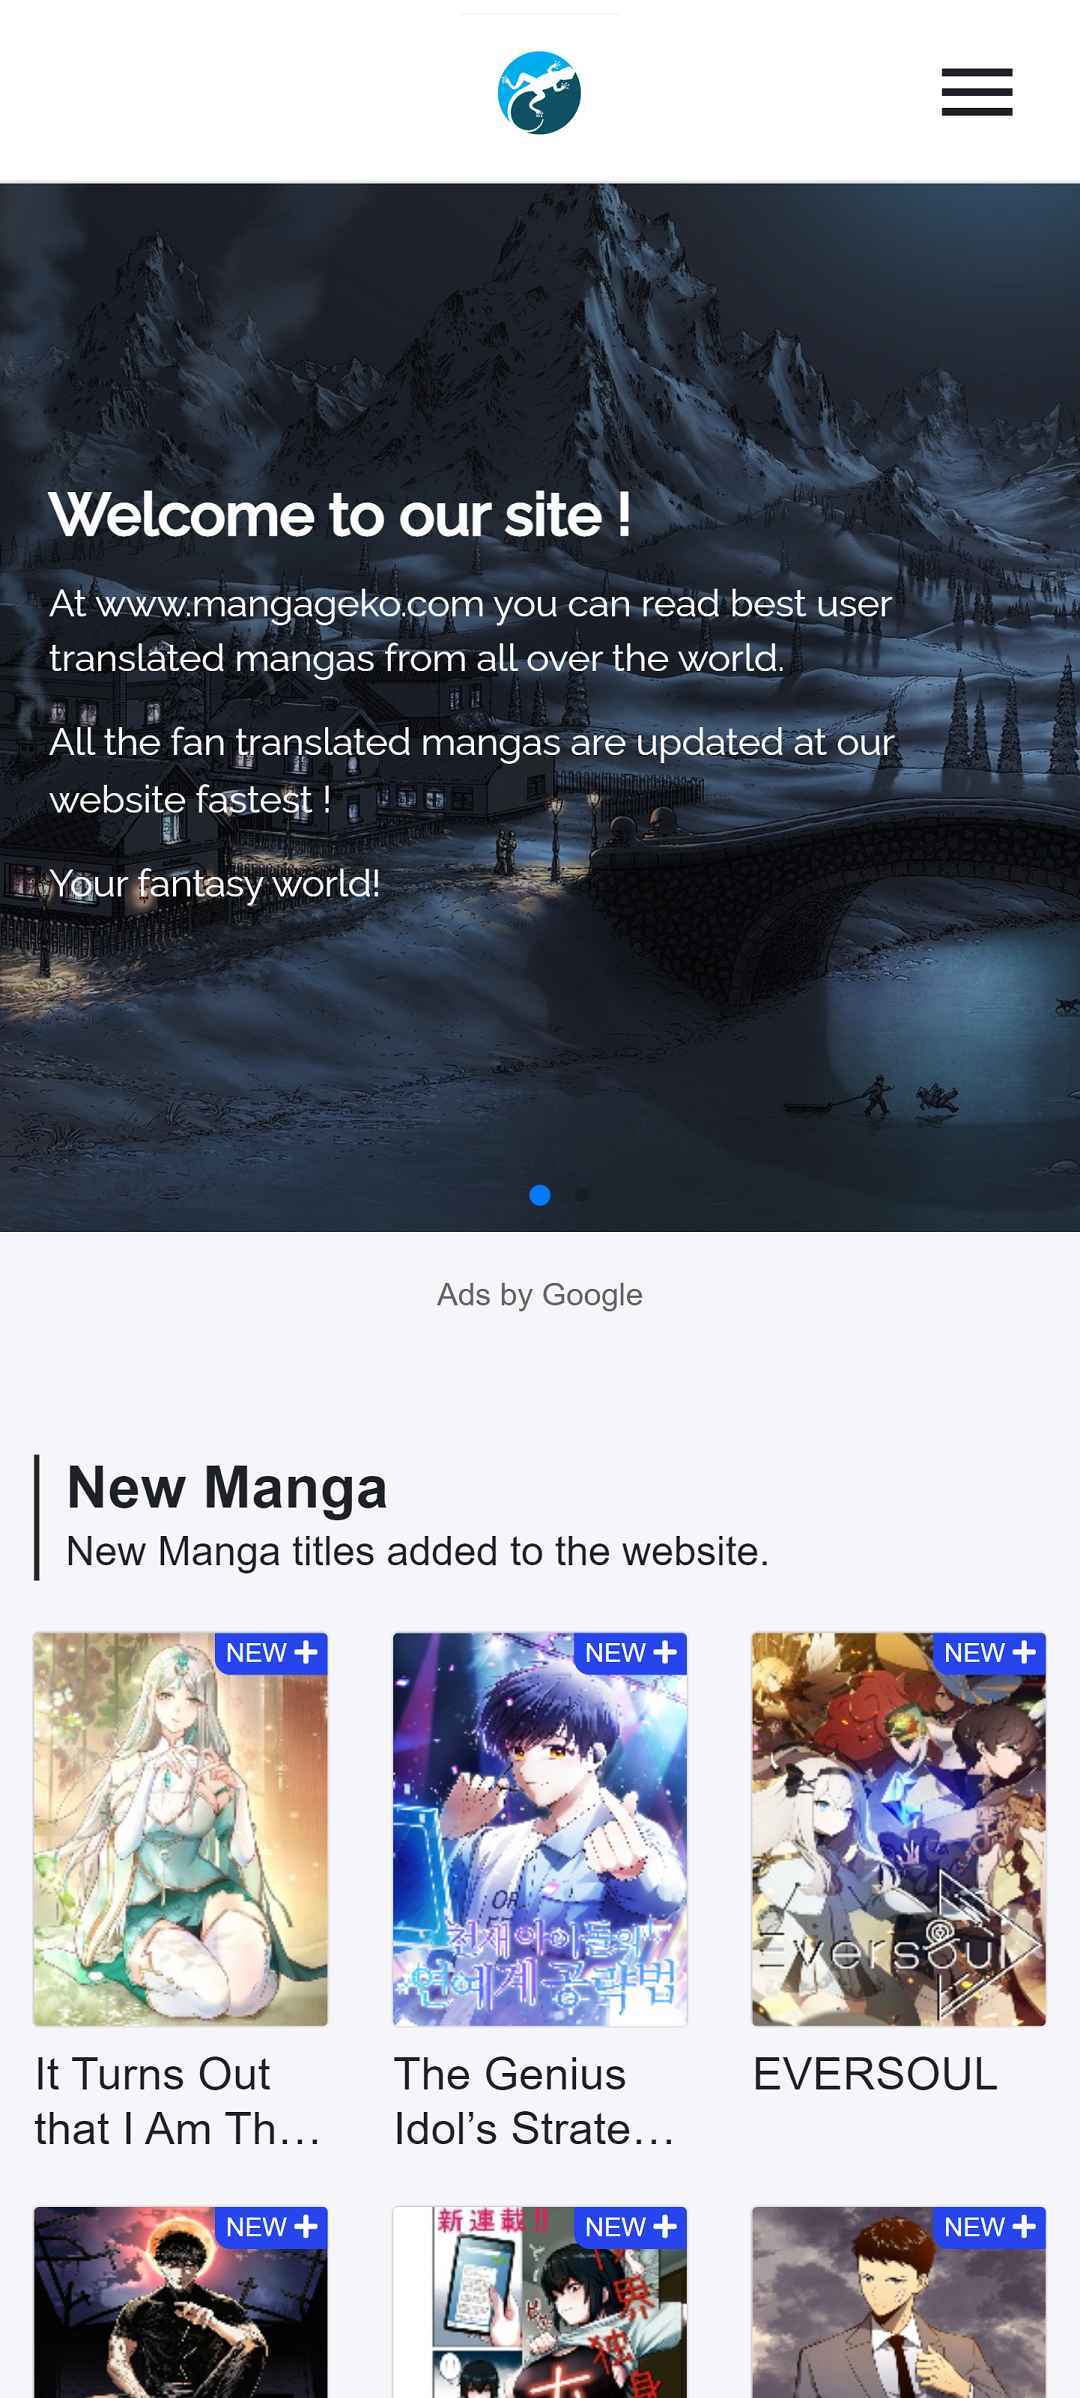 Welcome to our site !
At www.mangageko.com you can read best user
translated mangas from all over the world.
All the fan translated mangas are updated at our
website fastest !
Your fantasy world!
Ads by Google
New Manga
New Manga titles added to the website.
NEW
NEW
NEW
천재 아이돌의
연예계 공략법
Eversoul
It Turns Out
that I Am Th...
The Genius
Idol’s Strate...
EVERSOUL
NEW
新連載!!
NEW
NEW
界
独
身